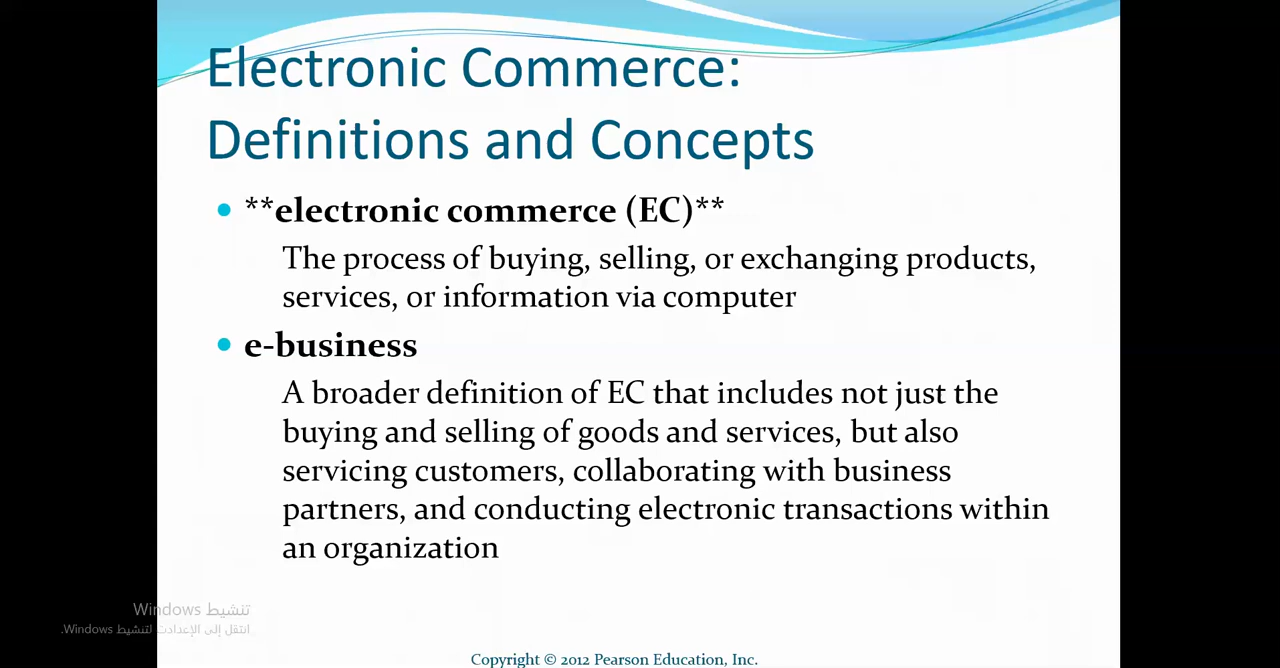 Electronic Commerce:
Definitions and Concepts
**electronic commerce (EC)**
The process of buying, selling, or exchanging products,
services, or information via computer
e-business
A broader definition of EC that includes not just the
buying and selling of goods and services, but also
servicing customers, collaborating with business
partners, and conducting electronic transactions within
an organization
تنشيط Windows
انتقل إلى الإعدادات لتنشيط Windows.
Copyright © 2012 Pearson Education, Inc.